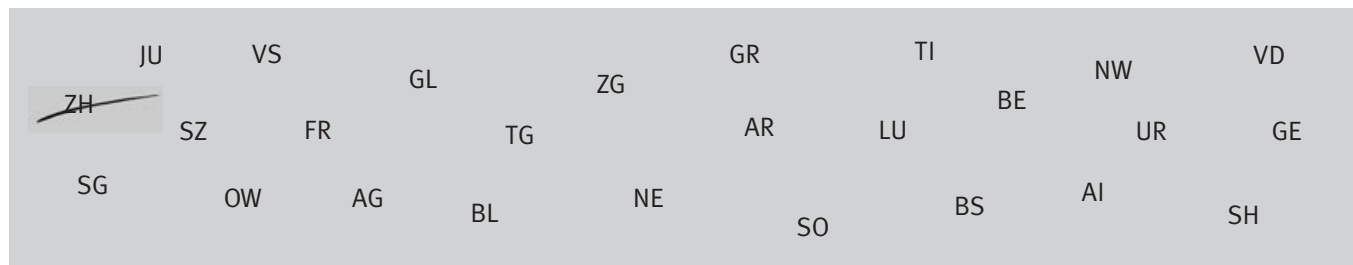 JU VS GL ZG GR TI BE NW VD
ZH SZ FR TG AR LU UR GE
SG OW AG BL NE SO BS AI SH